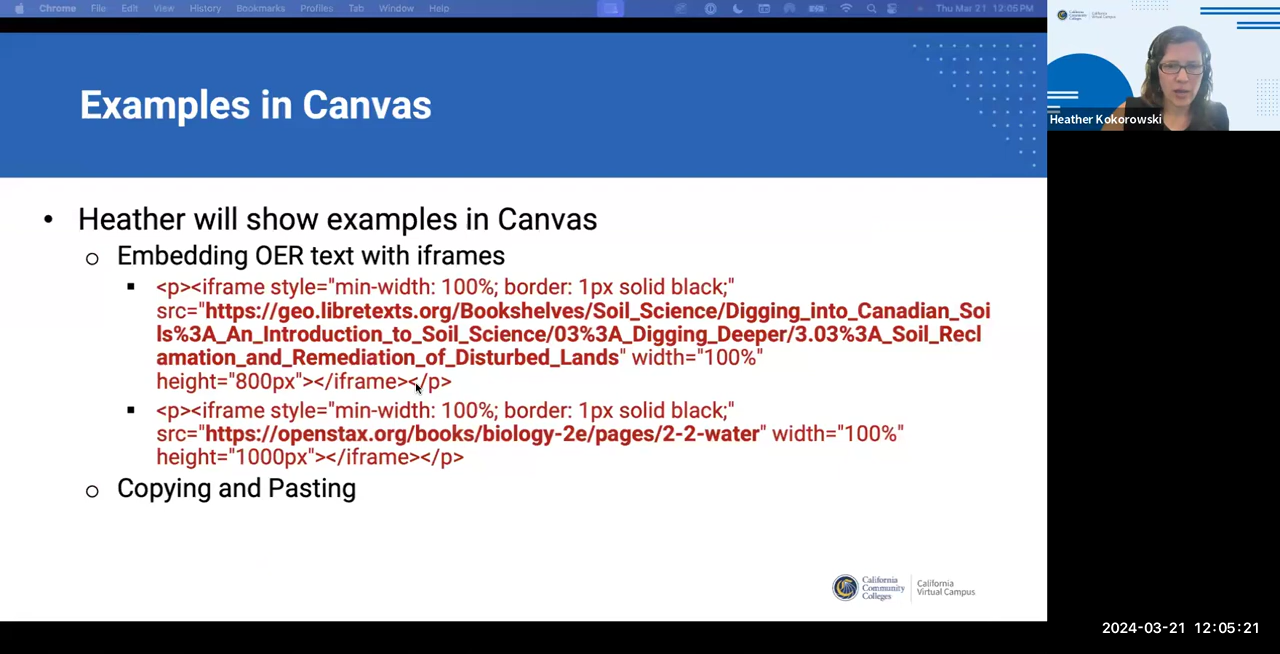 Chrome File Edit View History Bookmarks Profiles Tab Window Help Thu Mar 21 12:05 PM
Examples in Canvas
Heather Kokorowski
• Heather will show examples in Canvas
o Embedding OER text with iframes
▪ <p><iframe style="min-width: 100%; border: 1px solid black;"
src="https://geo.libretexts.org/Bookshelves/Soil_Science/Digging_into_Canadian_Soi
ls%3A_An_Introduction_to_Soil_Science/03%3A_Digging_Deeper/3.03%3A_Soil_Recl
amation_and_Remediation_of_Disturbed_Lands" width="100%"
height="800px"></iframe></p>
▪ <p><iframe style="min-width: 100%; border: 1px solid black;"
src="https://openstax.org/books/biology-2e/pages/2-2-water" width="100%"
height="1000px"></iframe></p>
o Copying and Pasting
California
Community
Colleges
California
Virtual Campus
2024-03-21 12:05:21